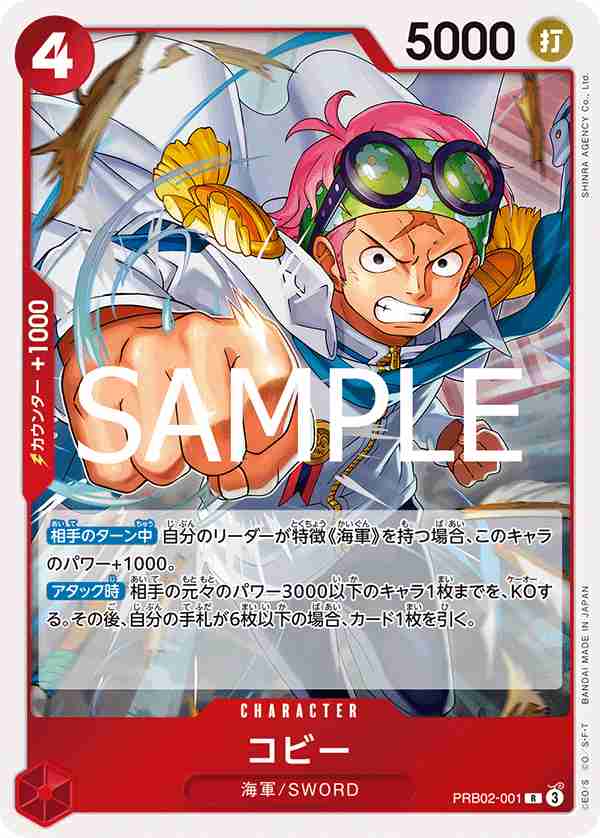 4
5000
打
SHINRA AGENCY Co., Ltd.
カウンター +1000
SAMPLE
相手のターン中 自分のリーダーが特徴《海軍》を持つ場合、このキャラ
のパワー+1000。
アタック時 相手の元々のパワー3000以下のキャラ1枚までを、KOす
る。その後、自分の手札が6枚以下の場合、カード1枚を引く。
CHARACTER
コビー
海軍/SWORD
PRB02-001 R 3
©E.O/S ©O.／S･F･T BANDAI MADE IN JAPAN